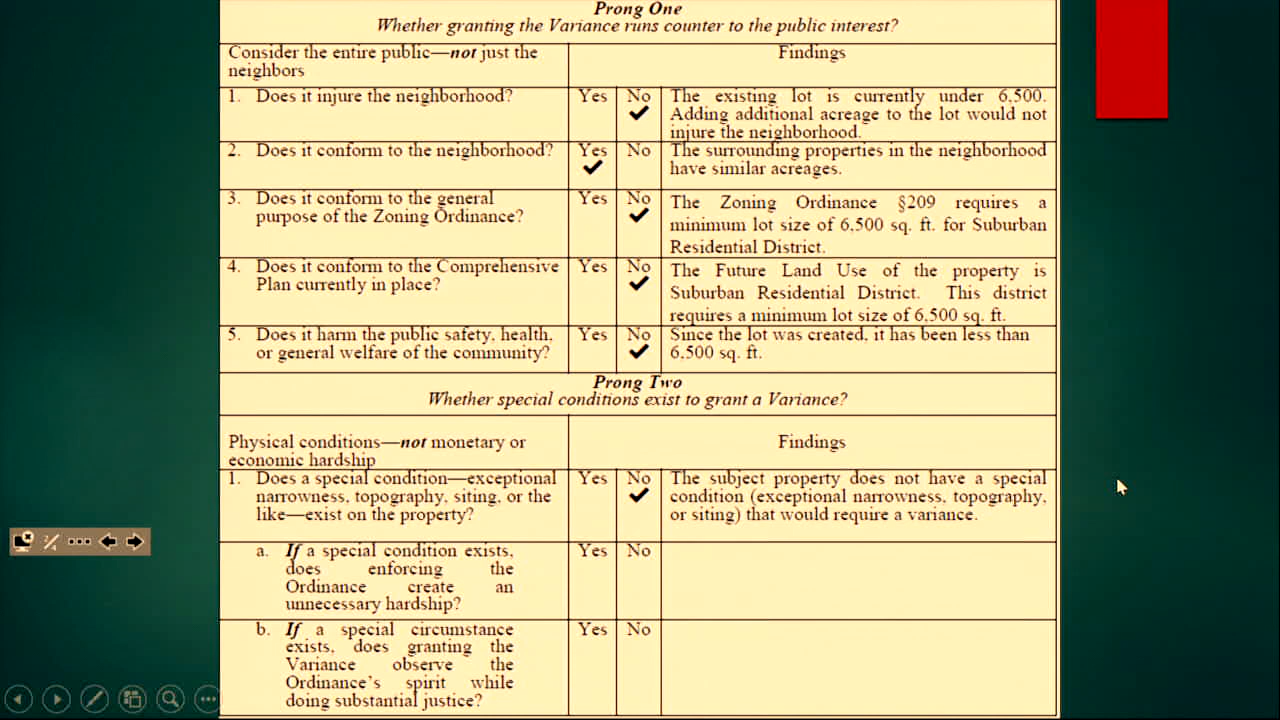 Prong One
Whether granting the Variance runs counter to the public interest?
Consider the entire public—not just the
neighbors
Findings
1. Does it injure the neighborhood?
Yes
No
✔
The existing lot is currently under 6,500.
Adding additional acreage to the lot would not
injure the neighborhood.
2. Does it conform to the neighborhood?
Yes
✔
No
The surrounding properties in the neighborhood
have similar acreages.
3. Does it conform to the general
purpose of the Zoning Ordinance?
Yes
No
✔
The Zoning Ordinance §209 requires a
minimum lot size of 6,500 sq. ft. for Suburban
Residential District.
4. Does it conform to the Comprehensive
Plan currently in place?
Yes
No
✔
The Future Land Use of the property is
Suburban Residential District. This district
requires a minimum lot size of 6,500 sq. ft.
5. Does it harm the public safety, health,
or general welfare of the community?
Yes
No
✔
Since the lot was created, it has been less than
6,500 sq. ft.
Prong Two
Whether special conditions exist to grant a Variance?
Physical conditions—not monetary or
economic hardship
Findings
1. Does a special condition—exceptional
narrowness, topography, siting, or the
like—exist on the property?
Yes
No
✔
The subject property does not have a special
condition (exceptional narrowness, topography,
or siting) that would require a variance.
a. If a special condition exists,
does enforcing the
Ordinance create an
unnecessary hardship?
Yes
No
b. If a special circumstance
exists, does granting the
Variance observe the
Ordinance's spirit while
doing substantial justice?
Yes
No